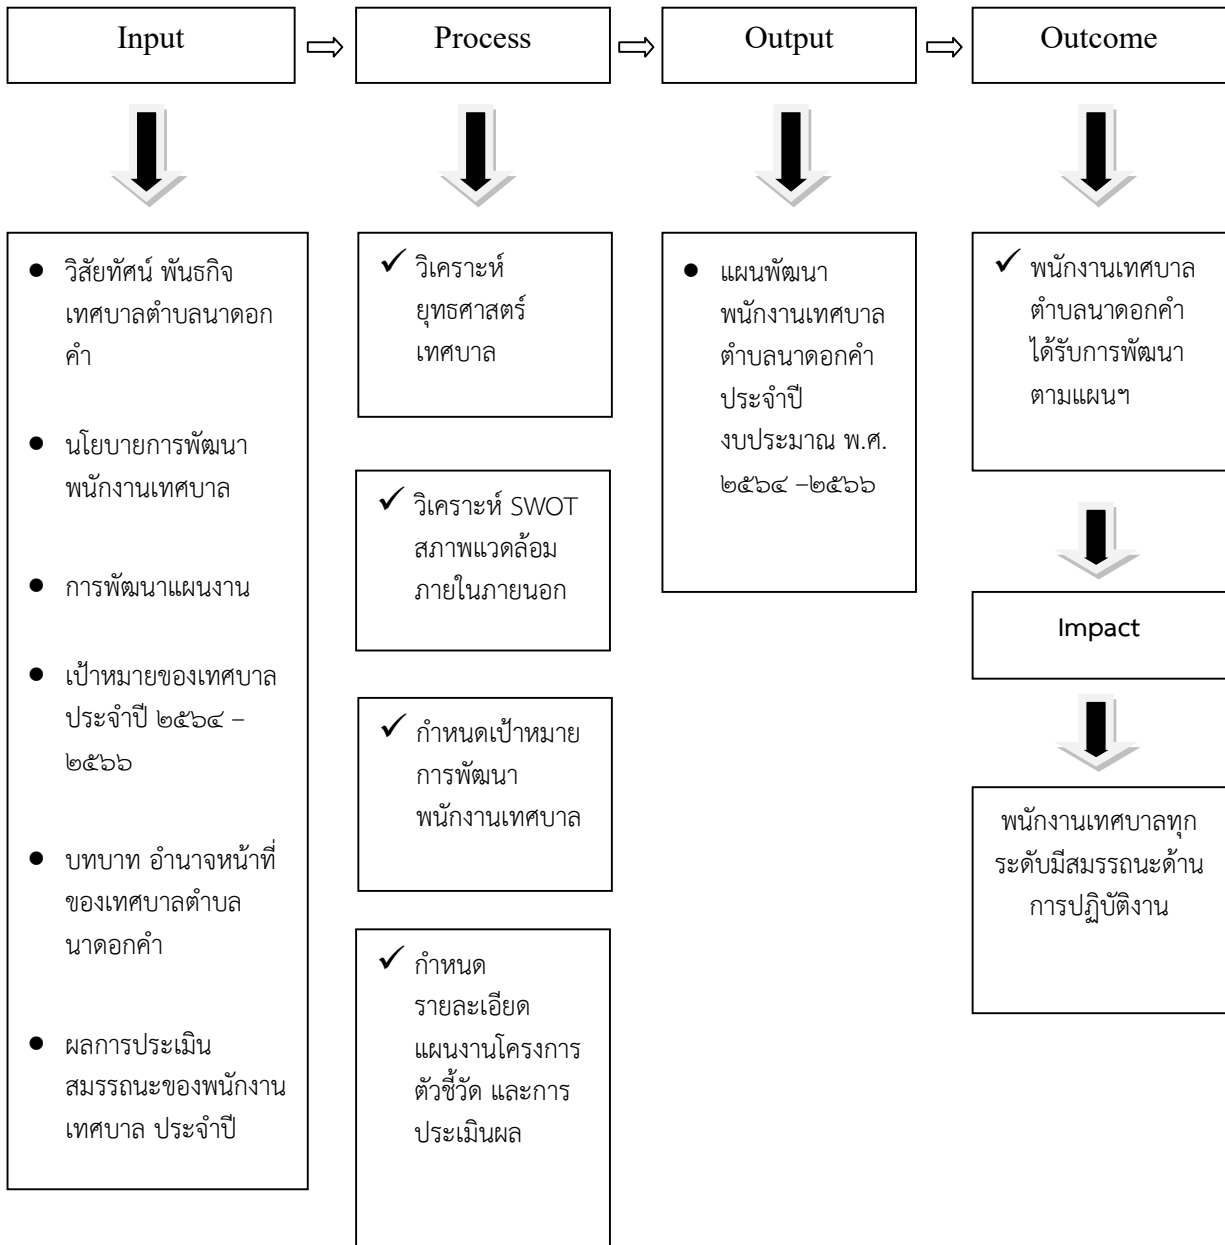 Input
Process
Output
Outcome
วิสัยทัศน์ พันธกิจ
เทศบาลตำบลนาดอก
คำ
นโยบายการพัฒนา
พนักงานเทศบาล
การพัฒนาแผนงาน
เป้าหมายของเทศบาล
ประจำปี ๒๕๖๔ –
๒๕๖๖
บทบาท อำนาจหน้าที่
ของเทศบาลตำบล
นาดอกคำ
ผลการประเมิน
สมรรถนะของพนักงาน
เทศบาล ประจำปี
วิเคราะห์
ยุทธศาสตร์
เทศบาล
วิเคราะห์ SWOT
สภาพแวดล้อม
ภายในภายนอก
กำหนดเป้าหมาย
การพัฒนา
พนักงานเทศบาล
กำหนด
รายละเอียด
แผนงานโครงการ
ตัวชี้วัด และการ
ประเมินผล
แผนพัฒนา
พนักงานเทศบาล
ตำบลนาดอกคำ
ประจำปี
งบประมาณ พ.ศ.
๒๕๖๔ –๒๕๖๖
พนักงานเทศบาล
ตำบลนาดอกคำ
ได้รับการพัฒนา
ตามแผนฯ
Impact
พนักงานเทศบาลทุก
ระดับมีสมรรถนะด้าน
การปฏิบัติงาน